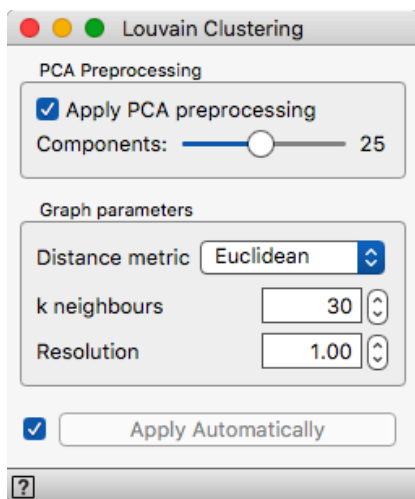 Louvain Clustering
PCA Preprocessing
Apply PCA preprocessing
Components: 25
Graph parameters
Distance metric Euclidean
k neighbours 30
Resolution 1.00
Apply Automatically
?